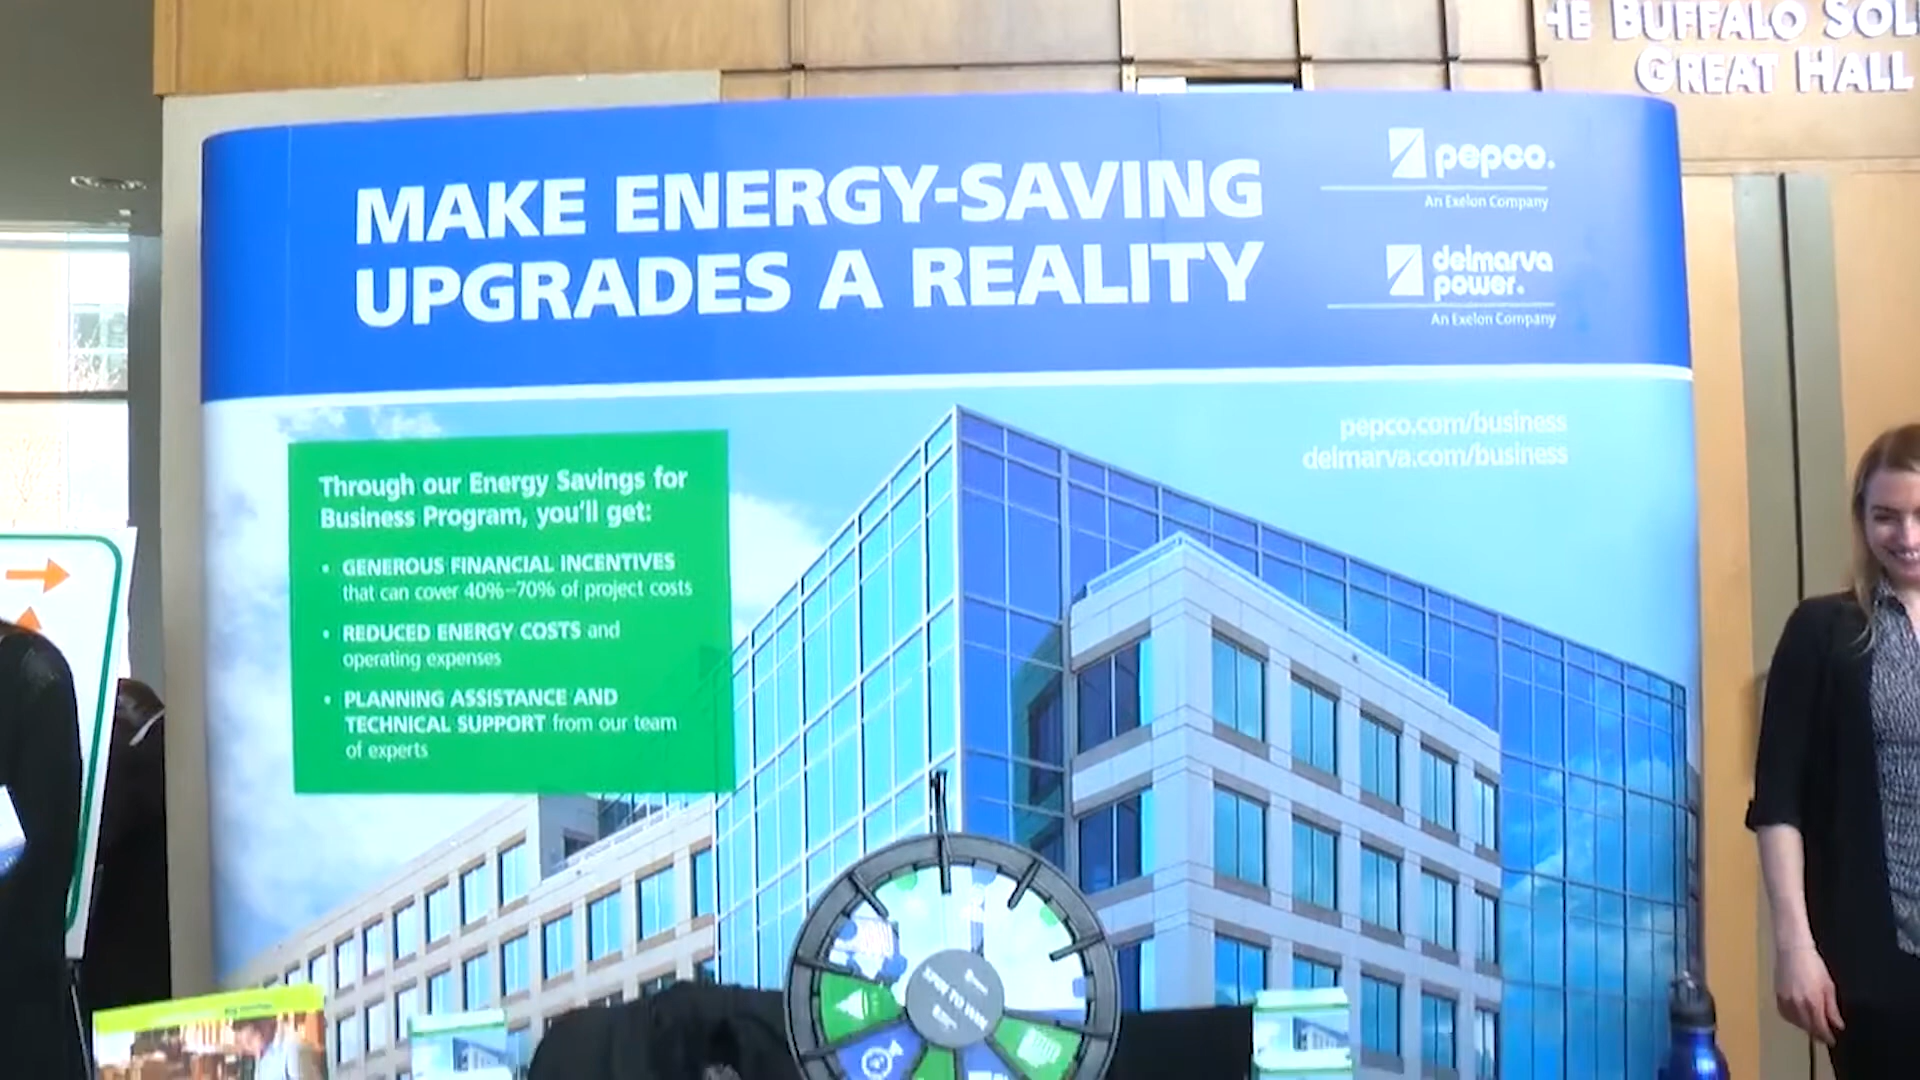 HE BUFFALO SOL
GREAT HALL
MAKE ENERGY-SAVING
UPGRADES A REALITY
pepco.
An Exelon Company
delmarva
power.
An Exelon Company
pepco.com/business
delmarva.com/business
Through our Energy Savings for
Business Program, you'll get:
• GENEROUS FINANCIAL INCENTIVES
that can cover 40%–70% of project costs
• REDUCED ENERGY COSTS and
operating expenses
• PLANNING ASSISTANCE AND
TECHNICAL SUPPORT from our team
of experts
SPIN TO WIN